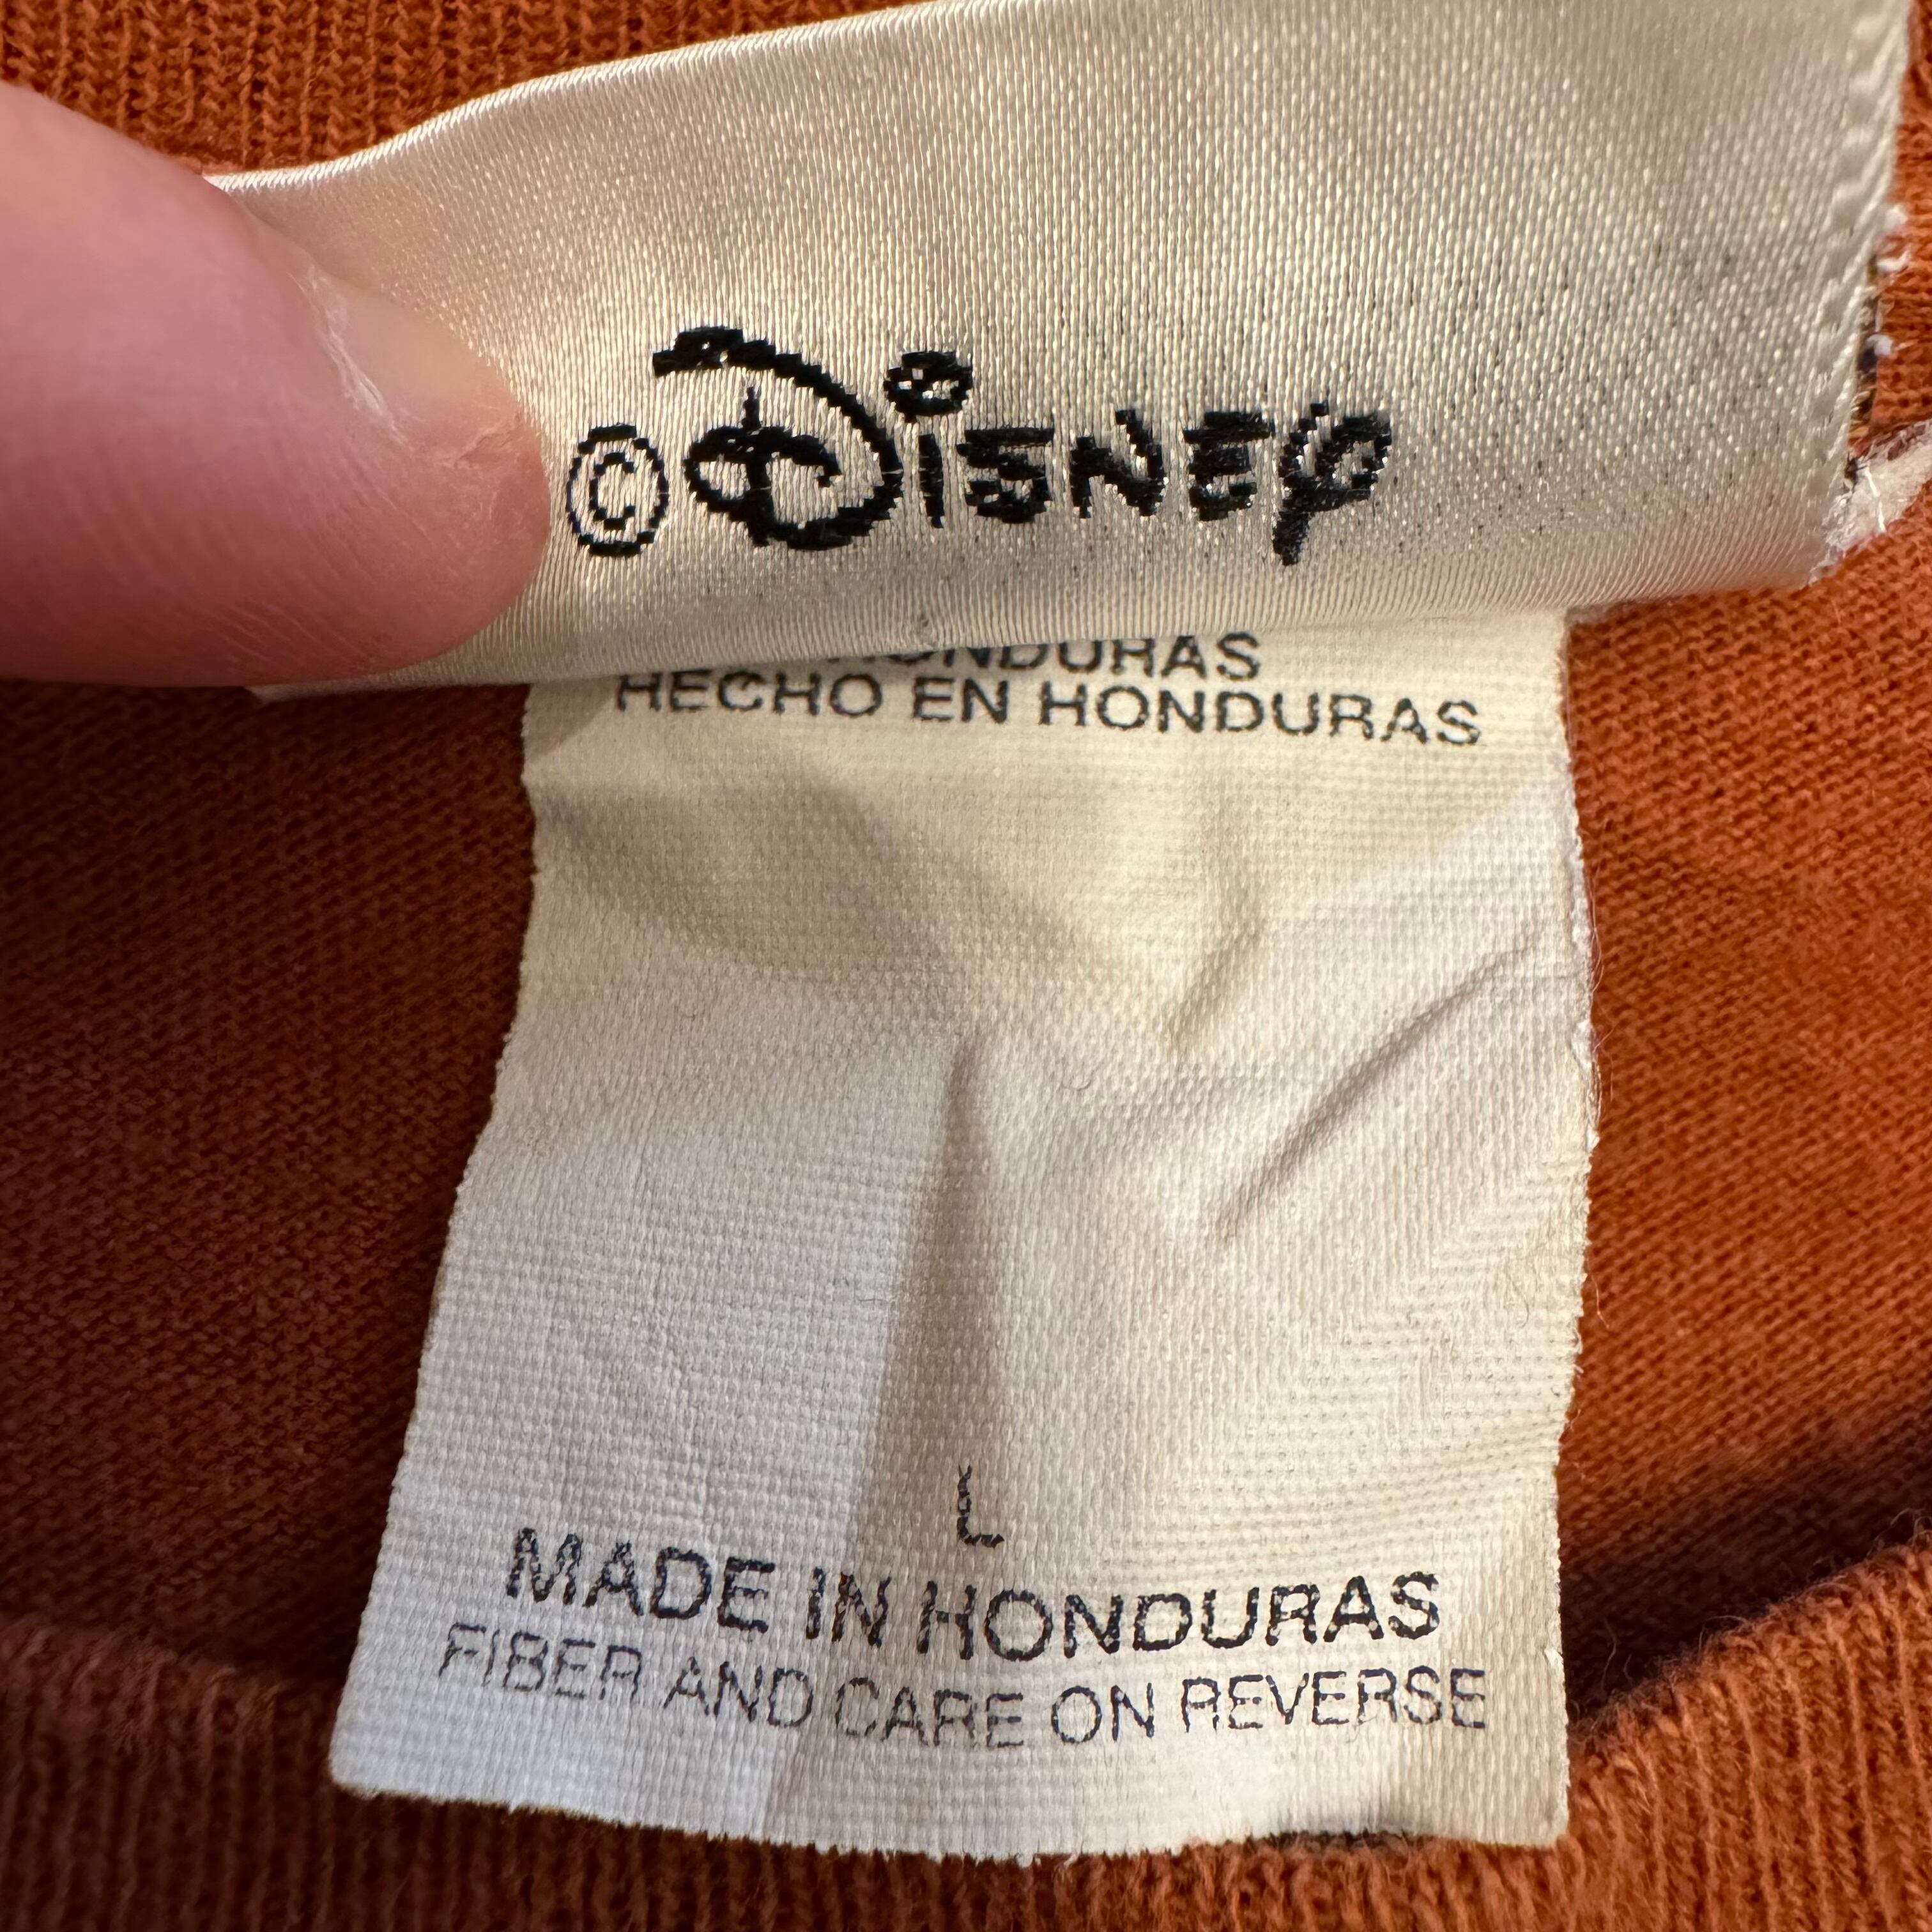 © Disney
HONDURAS
HECHO EN HONDURAS
L
MADE IN HONDURAS
FIBER AND CARE ON REVERSE